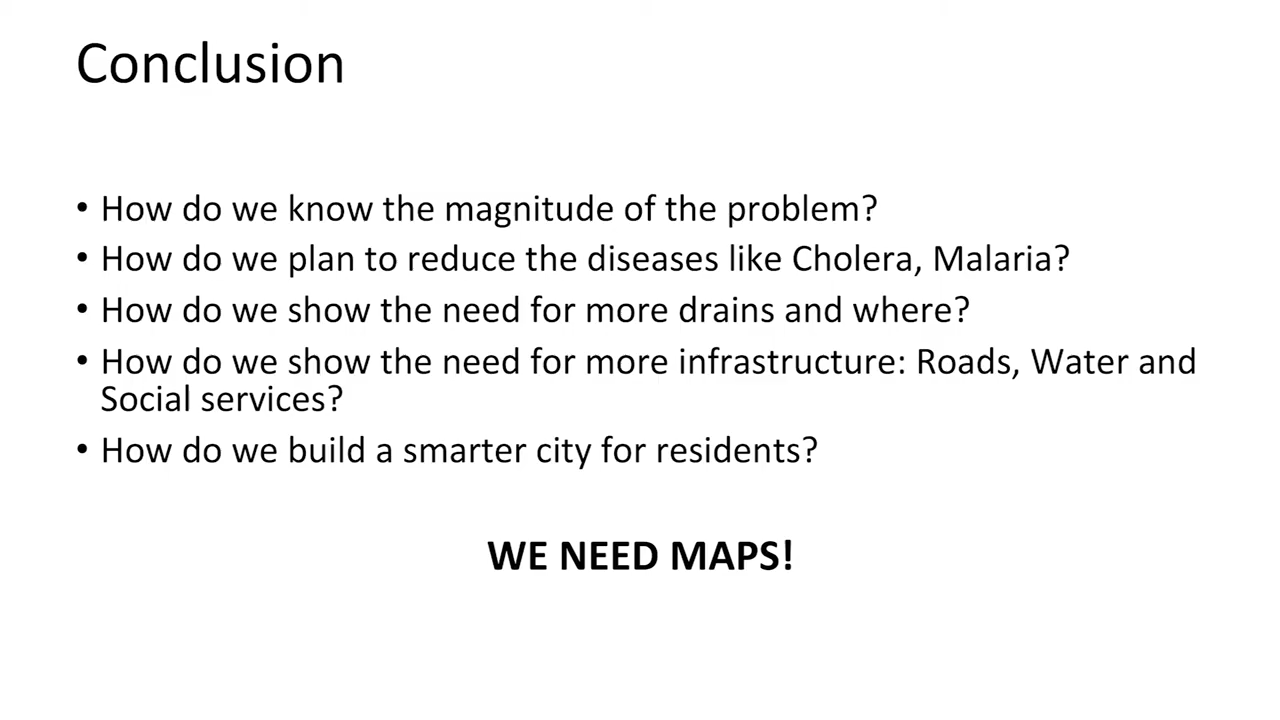 Conclusion
• How do we know the magnitude of the problem?
• How do we plan to reduce the diseases like Cholera, Malaria?
• How do we show the need for more drains and where?
• How do we show the need for more infrastructure: Roads, Water and
Social services?
• How do we build a smarter city for residents?
WE NEED MAPS!